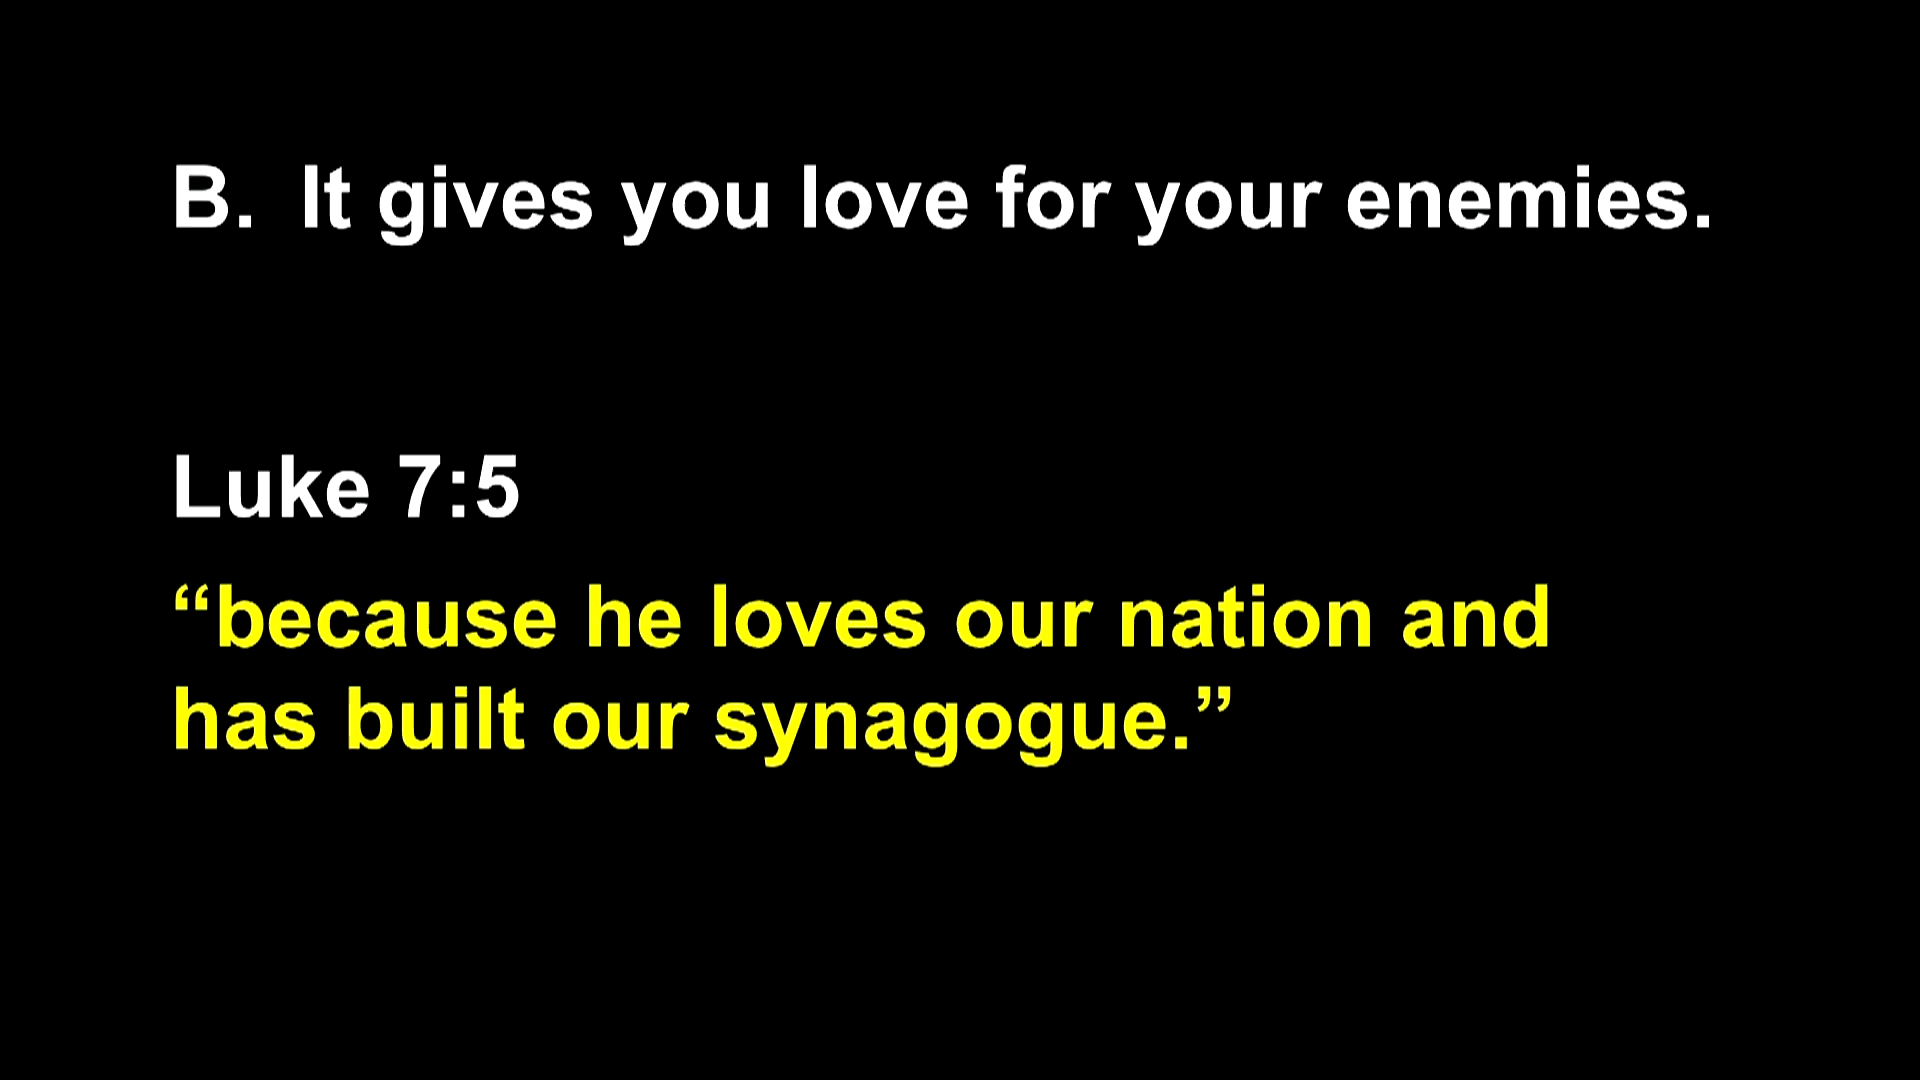 B.  It gives you love for your enemies.
Luke 7:5
“because he loves our nation and
has built our synagogue.”